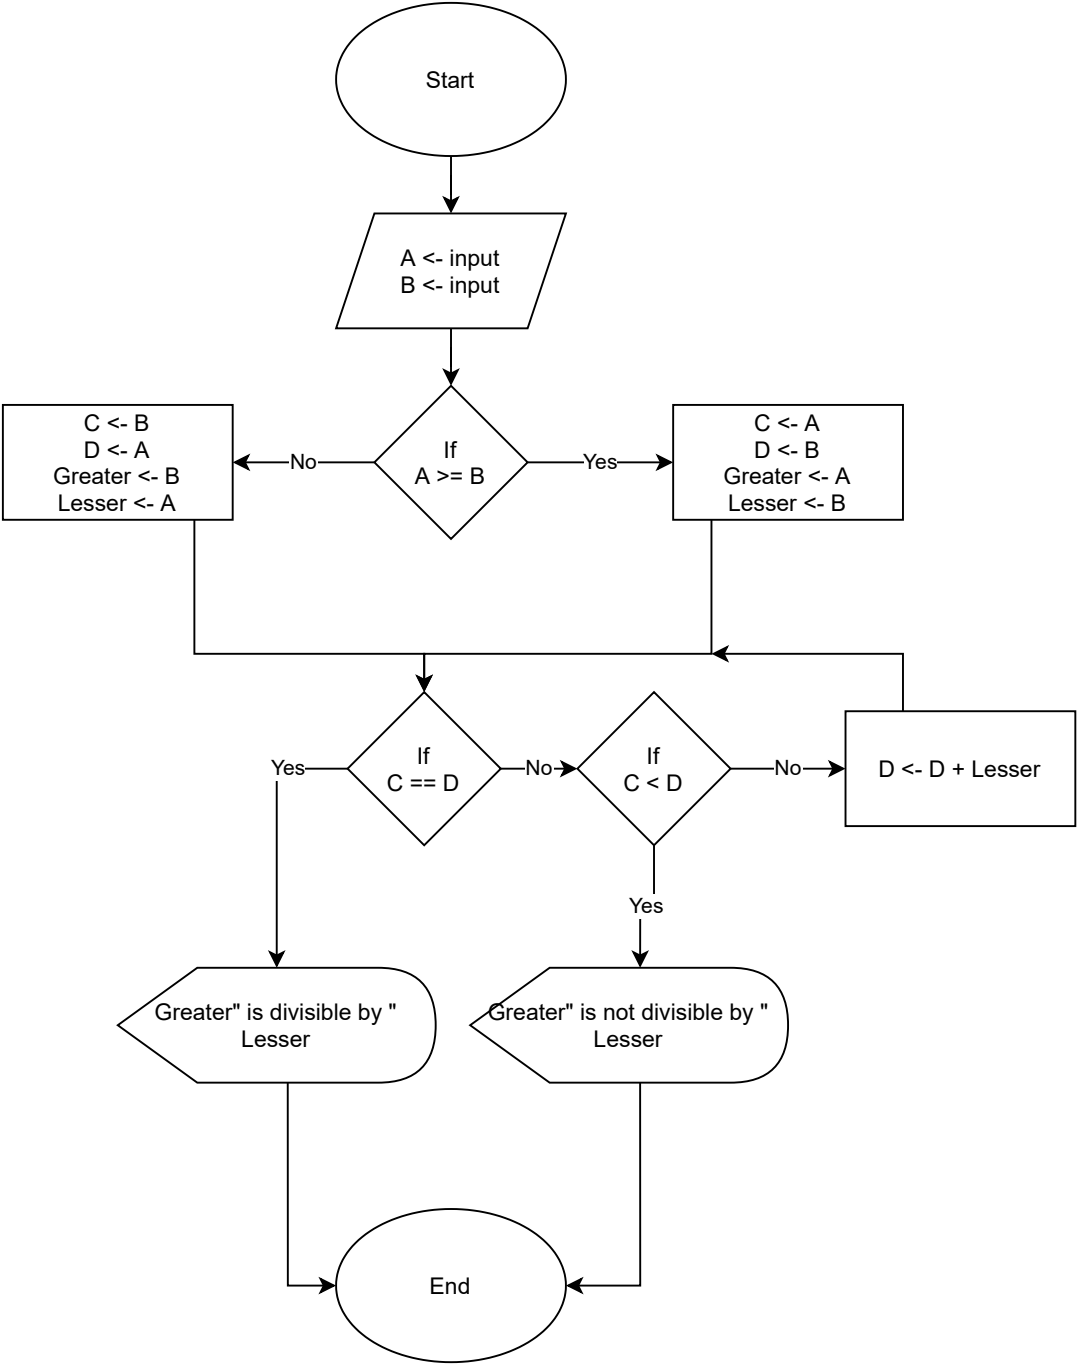 Start
A <- input
B <- input
C <- B
D <- A
Greater <- B
Lesser <- A
No
If
A >= B
Yes
C <- A
D <- B
Greater <- A
Lesser <- B
Yes
If
C == D
No
If
C < D
No
D <- D + Lesser
Yes
Greater" is divisible by "
Lesser
Greater" is not divisible by "
Lesser
End